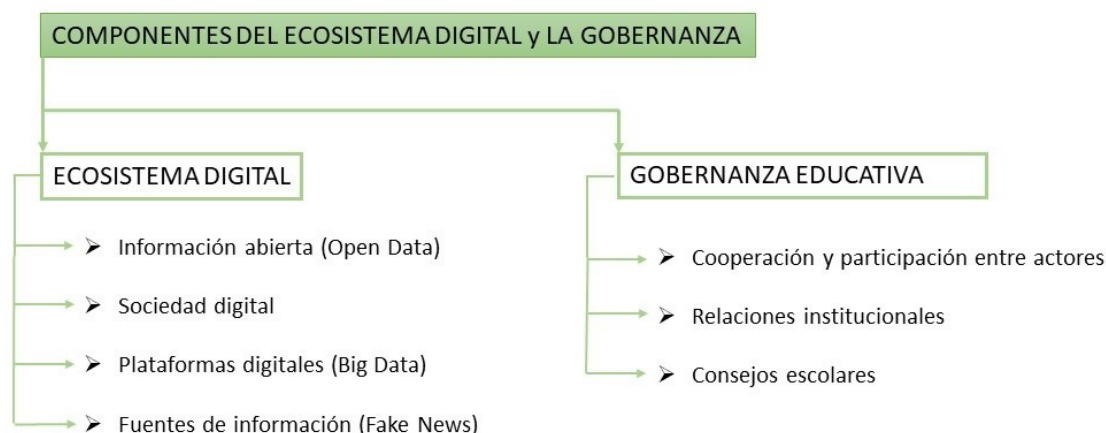 COMPONENTES DEL ECOSISTEMA DIGITAL y LA GOBERNANZA
ECOSISTEMA DIGITAL
Información abierta (Open Data)
Sociedad digital
Plataformas digitales (Big Data)
Fuentes de información (Fake News)
GOBERNANZA EDUCATIVA
Cooperación y participación entre actores
Relaciones institucionales
Consejos escolares